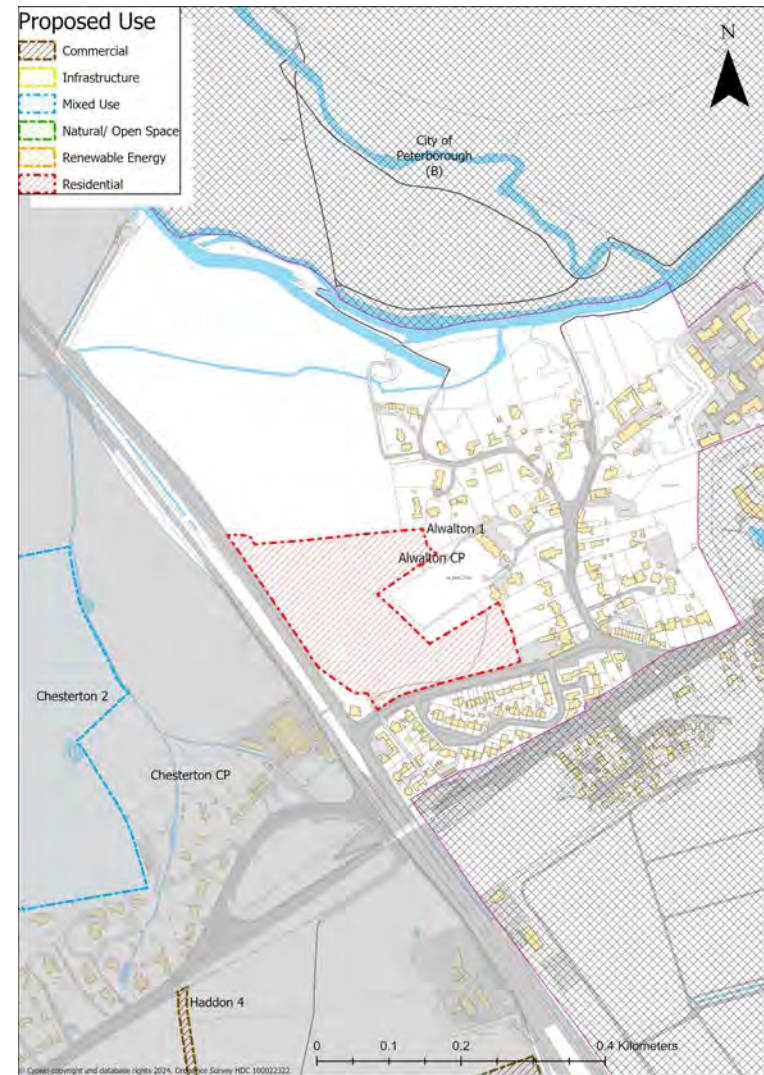 Proposed Use
Commercial
Infrastructure
Mixed Use
Natural/ Open Space
Renewable Energy
Residential
N
City of
Peterborough
(B)
Alwalton 1
Alwalton CP
ALWALTON
Chesterton 2
Chesterton CP
Haddon 4
0 0.1 0.2 0.4 Kilometers
© Crown copyright and database rights 2024, Ordnance Survey HDC 100022322